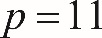 p = 11